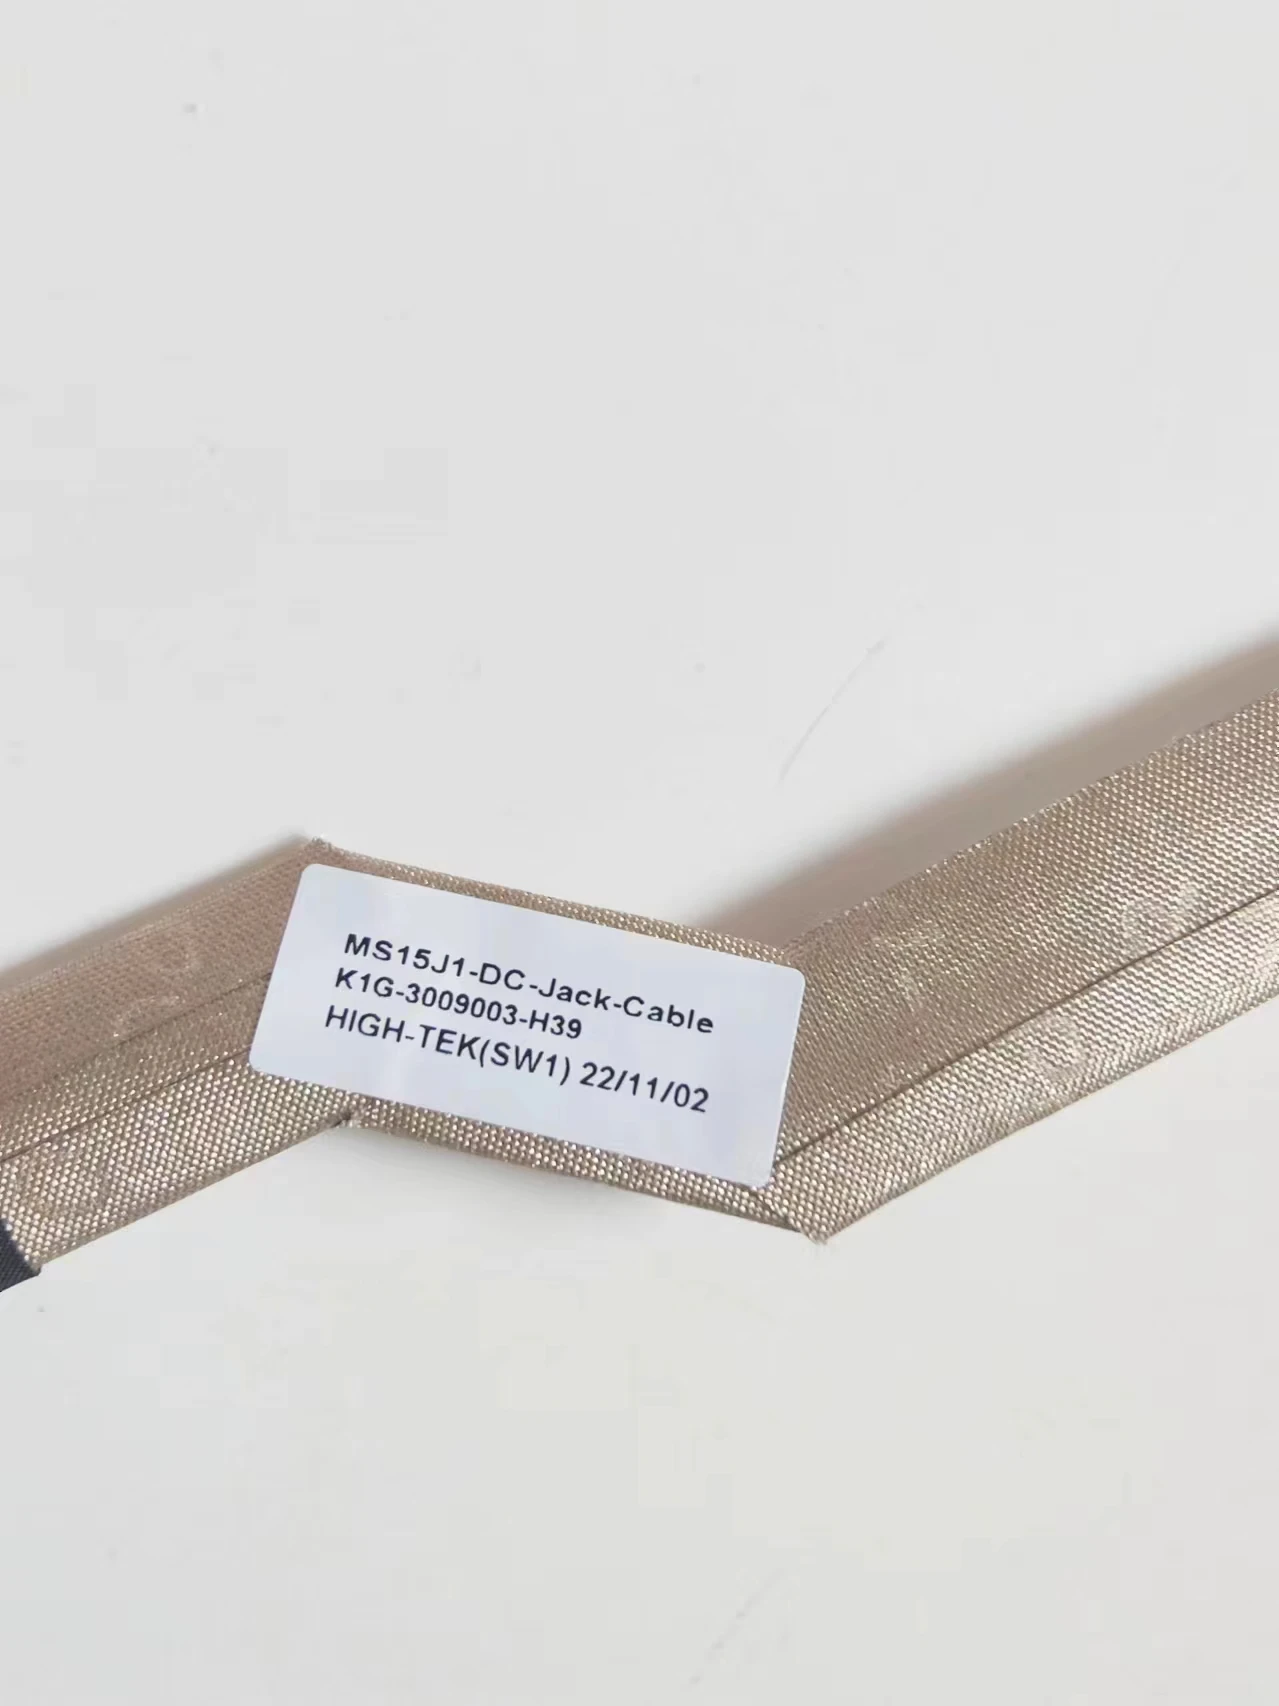 MS15J1-DC-Jack-Cable
K1G-3009003-H39
HIGH-TEK(SW1) 22/11/02